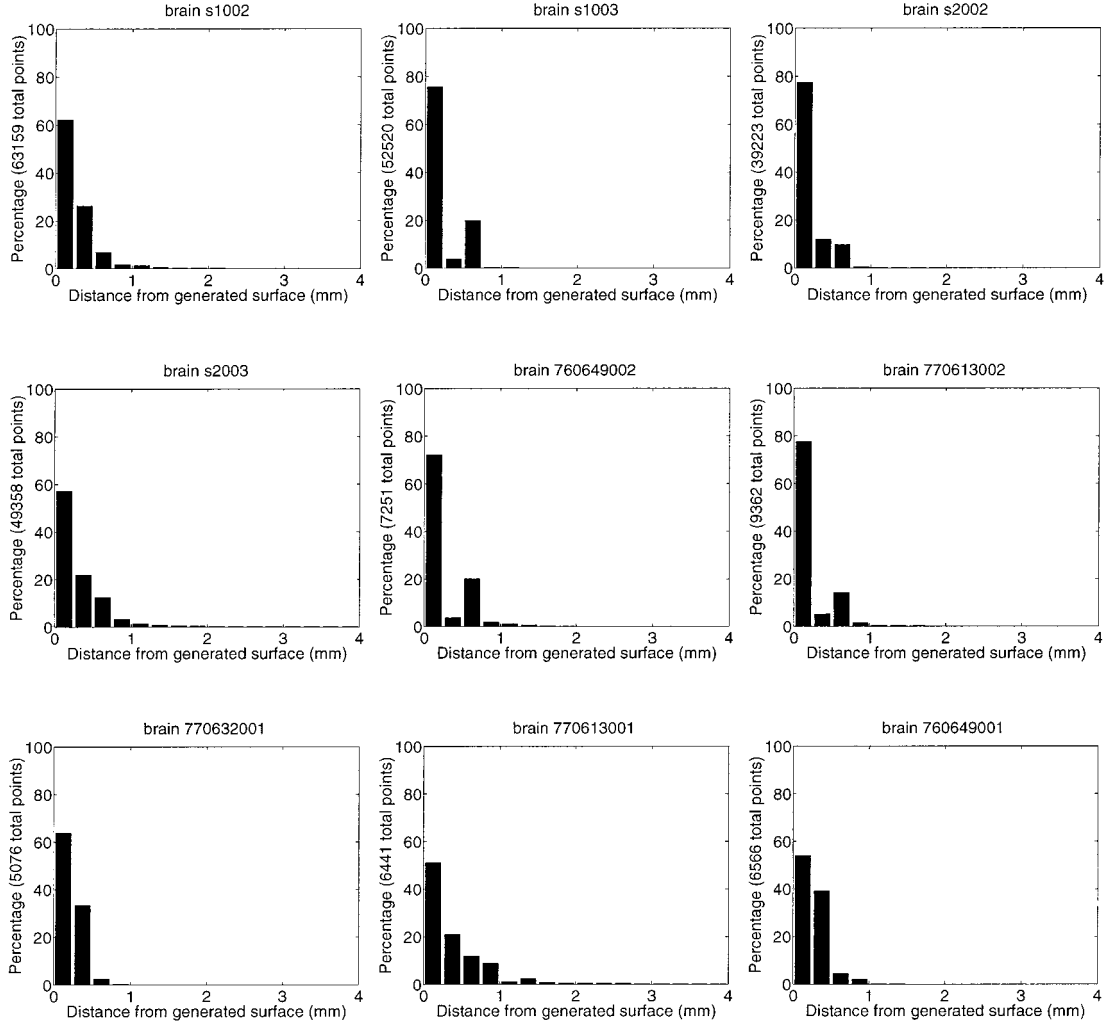 brain s1002
Percentage (63159 total points)
100
80
60
40
20
0
0 1 2 3 4
Distance from generated surface (mm)
brain s1003
Percentage (52520 total points)
100
80
60
40
20
0
0 1 2 3 4
Distance from generated surface (mm)
brain s2002
Percentage (39223 total points)
100
80
60
40
20
0
0 1 2 3 4
Distance from generated surface (mm)
brain s2003
Percentage (49358 total points)
100
80
60
40
20
0
0 1 2 3 4
Distance from generated surface (mm)
brain 760649002
Percentage (7251 total points)
100
80
60
40
20
0
0 1 2 3 4
Distance from generated surface (mm)
brain 770613002
Percentage (9362 total points)
100
80
60
40
20
0
0 1 2 3 4
Distance from generated surface (mm)
brain 770632001
Percentage (5076 total points)
100
80
60
40
20
0
0 1 2 3 4
Distance from generated surface (mm)
brain 770613001
Percentage (6441 total points)
100
80
60
40
20
0
0 1 2 3 4
Distance from generated surface (mm)
brain 760649001
Percentage (6566 total points)
100
80
60
40
20
0
0 1 2 3 4
Distance from generated surface (mm)